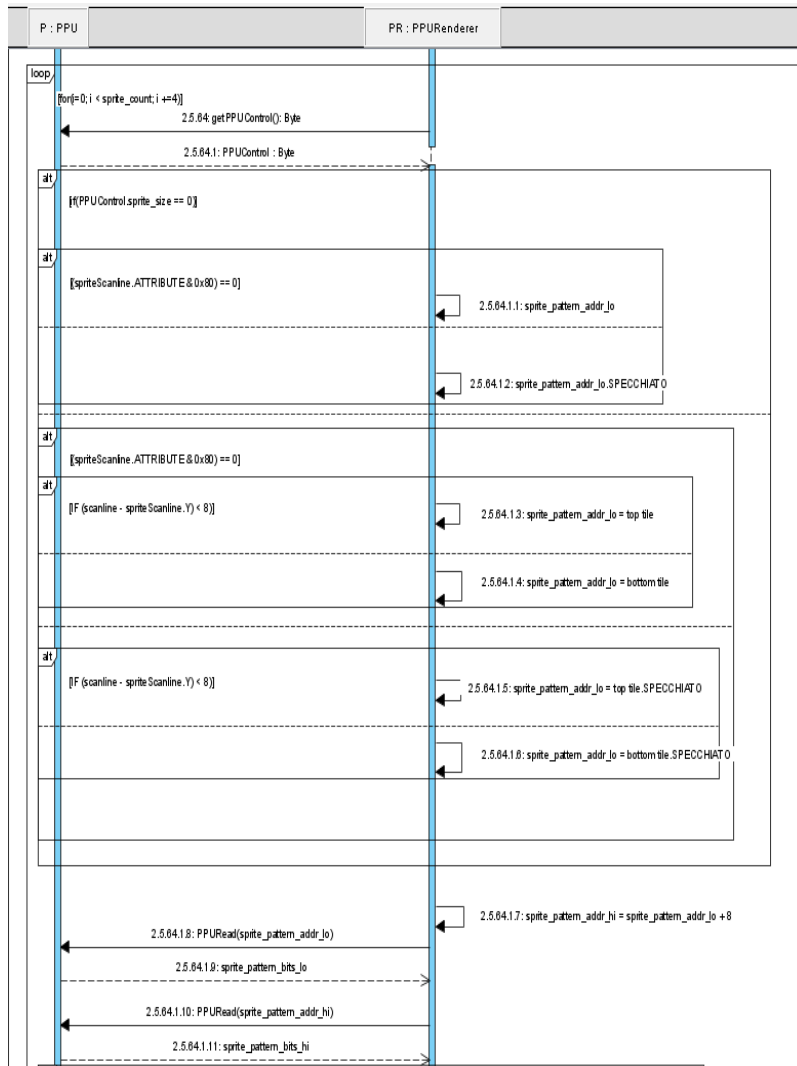 P : PPU
PR : PPURenderer
loop
[for(i=0; i < sprite_count; i +=4)]
2.5.64: getPPUControl(): Byte
2.5.64.1: PPUControl : Byte
alt
[if(PPUControl.sprite_size == 0)]
alt
[(spriteScanline.ATTRIBUTE & 0x80) == 0]
2.5.64.1.1: sprite_pattern_addr_lo
2.5.64.1.2: sprite_pattern_addr_lo.SPECCHIATO
alt
[(spriteScanline.ATTRIBUTE & 0x80) == 0]
alt
[IF (scanline - spriteScanline.Y) < 8)]
2.5.64.1.3: sprite_pattern_addr_lo = top tile
2.5.64.1.4: sprite_pattern_addr_lo = bottom tile
alt
[IF (scanline - spriteScanline.Y) < 8)]
2.5.64.1.5: sprite_pattern_addr_lo = top tile.SPECCHIATO
2.5.64.1.6: sprite_pattern_addr_lo = bottom tile.SPECCHIATO
2.5.64.1.7: sprite_pattern_addr_hi = sprite_pattern_addr_lo + 8
2.5.64.1.8: PPURead(sprite_pattern_addr_lo)
2.5.64.1.9: sprite_pattern_bits_lo
2.5.64.1.10: PPURead(sprite_pattern_addr_hi)
2.5.64.1.11: sprite_pattern_bits_hi